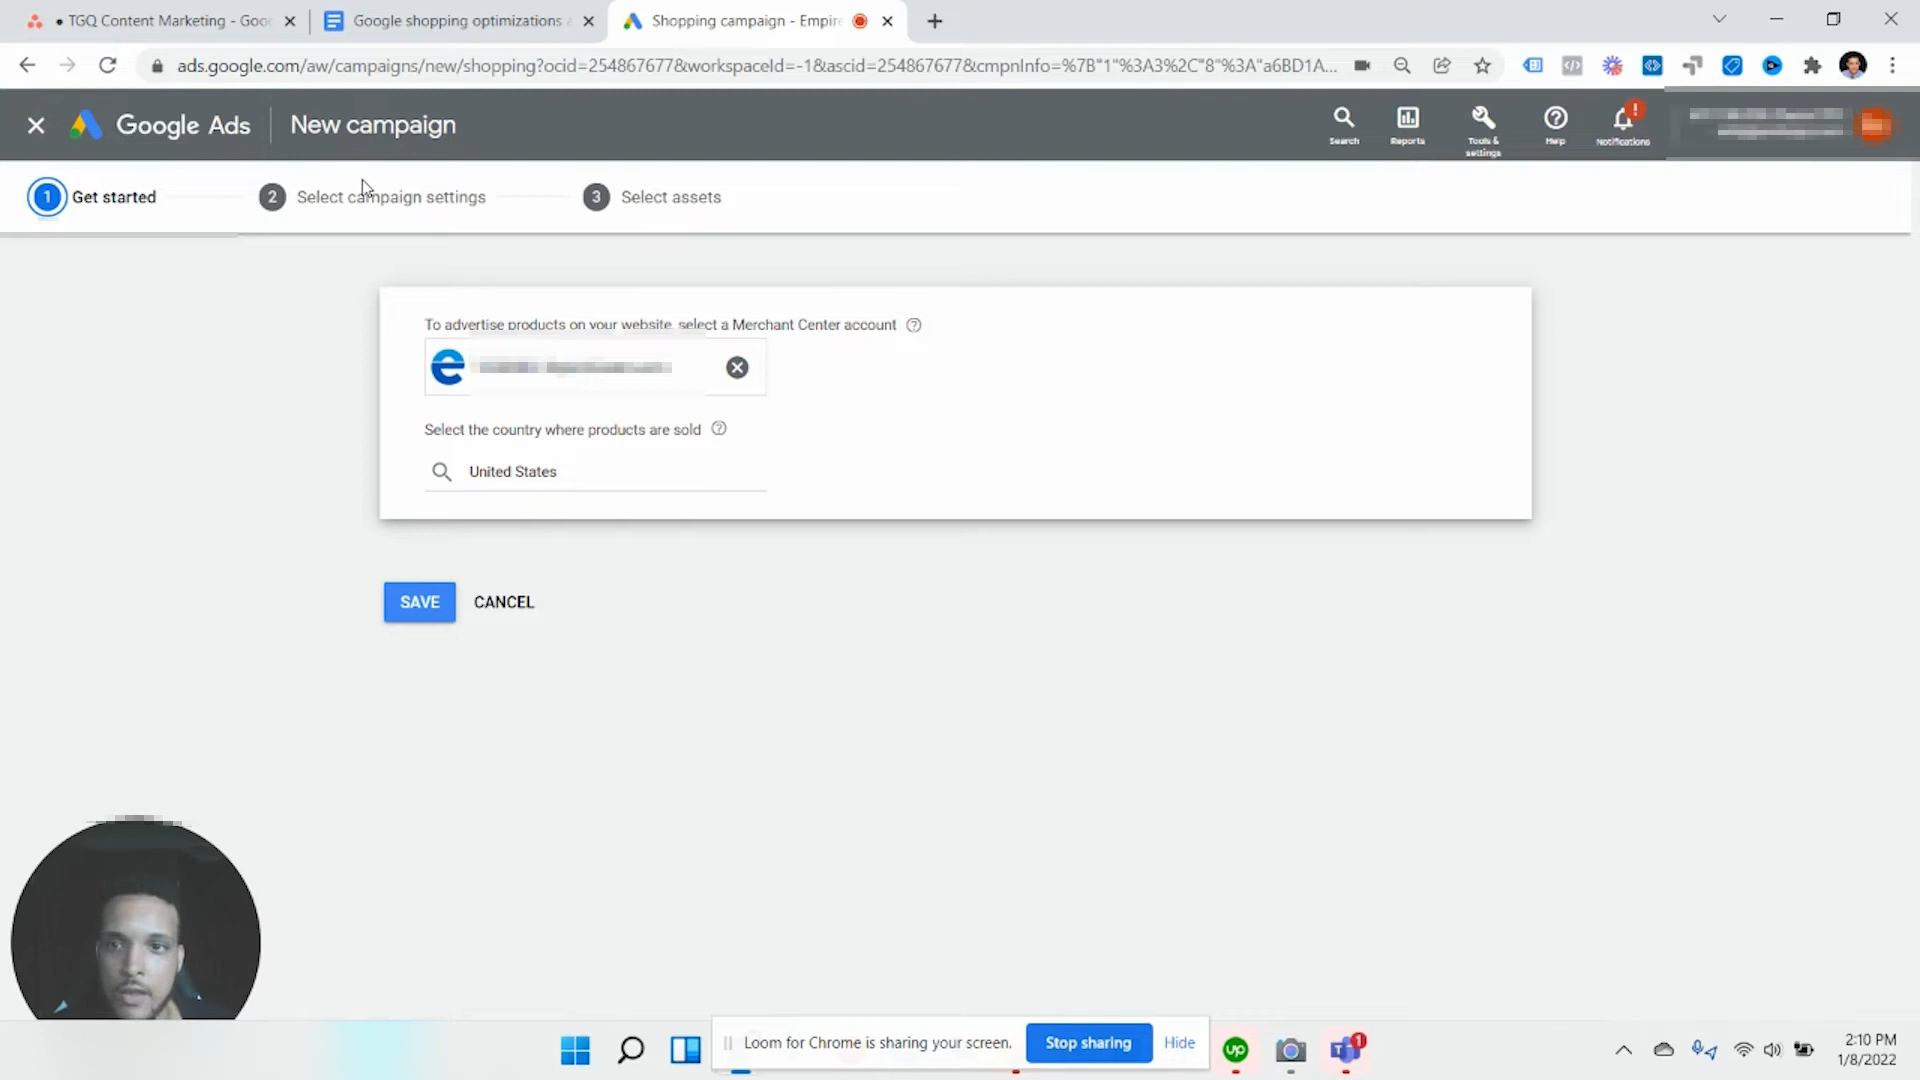 TGQ Content Marketing - Goo
Google shopping optimizations a
Shopping campaign - Empire
ads.google.com/aw/campaigns/new/shopping?ocid=254867677&workspaceId=-1&ascid=254867677&cmpnInfo=%7B"1"%3A3%2C"8"%3A"a6BD1A...
Google Ads
New campaign
Search
Reports
Tools & settings
Help
Notifications
1 Get started
2 Select campaign settings
3 Select assets
To advertise products on your website, select a Merchant Center account
Select the country where products are sold
United States
SAVE
CANCEL
Loom for Chrome is sharing your screen.
Stop sharing
Hide
up
1
2:10 PM
1/8/2022